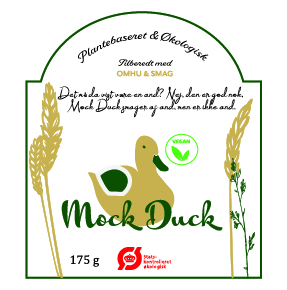 Plantebaseret & Økologisk
Tilberedt med
OMHU & SMAG
Det må da vist være en and? Nej, den er god nok.
Mock Duck smager af and, men er ikke and.
VEGAN
Mock Duck
175 g
Ø
Stats-
kontrolleret
økologisk